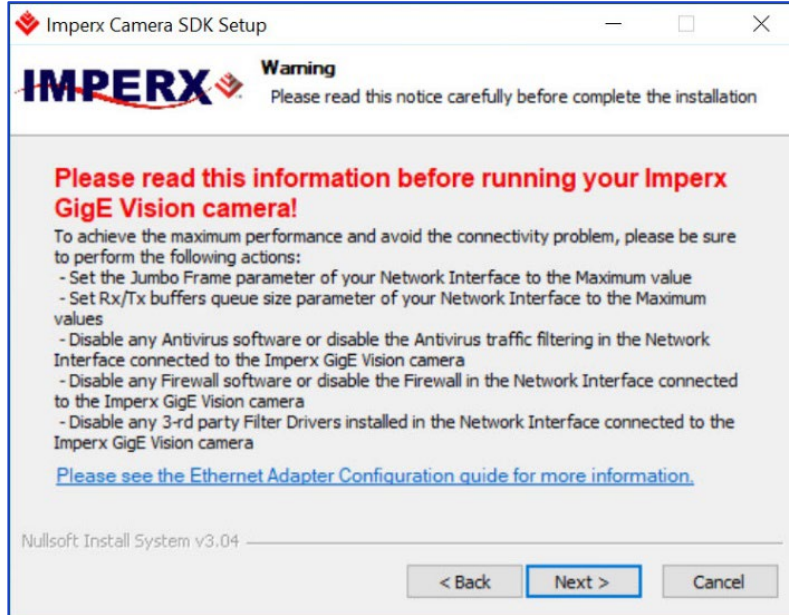 Imperx Camera SDK Setup
IMPERX
Warning
Please read this notice carefully before complete the installation
Please read this information before running your Imperx
GigE Vision camera!
To achieve the maximum performance and avoid the connectivity problem, please be sure
to perform the following actions:
- Set the Jumbo Frame parameter of your Network Interface to the Maximum value
- Set Rx/Tx buffers queue size parameter of your Network Interface to the Maximum
values
- Disable any Antivirus software or disable the Antivirus traffic filtering in the Network
Interface connected to the Imperx GigE Vision camera
- Disable any Firewall software or disable the Firewall in the Network Interface connected
to the Imperx GigE Vision camera
- Disable any 3-rd party Filter Drivers installed in the Network Interface connected to the
Imperx GigE Vision camera
Please see the Ethernet Adapter Configuration guide for more information.
Nullsoft Install System v3.04
< Back
Next >
Cancel